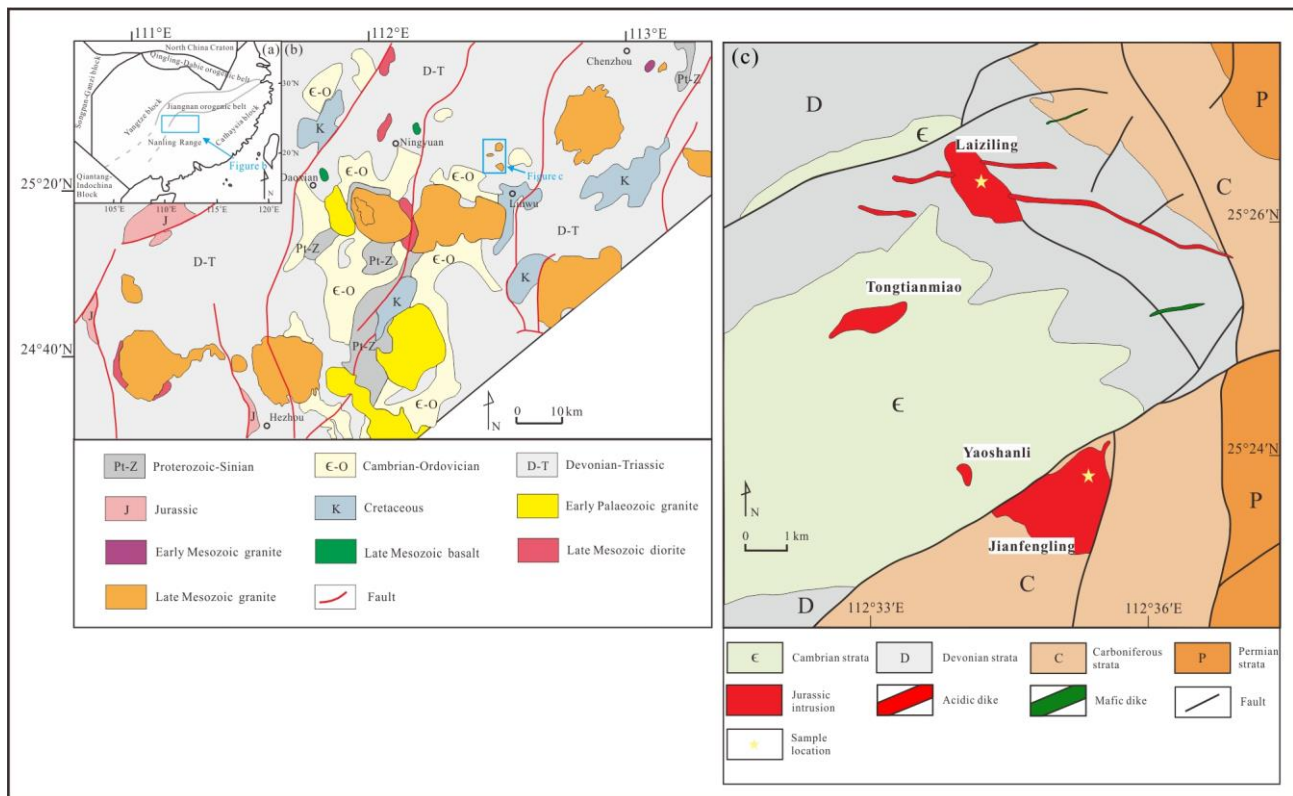 111°E
112°E
113°E
(a)
North China Craton
Qingling-Dabie orogenic belt
Songpan-Ganzi block
Yangtze block
Jiangnan orogenic belt
Cathaysia block
Nanling Range
Qiantang-
Indochina
Block
Figure b
30°N
20°N
N
105°E
110°E
115°E
120°E
(b)
25°20′N
24°40′N
D-T
Chenzhou
Pt-Z
Є-O
K
Ningyuan
Daoxian
Є-O
Є-O
Figure c
Linwu
K
J
D-T
Pt-Z
Pt-Z
Є-O
D-T
Є-O
K
K
J
Pt-Z
J
Є-O
Hezhou
N
0 10 km
Pt-Z Proterozoic-Sinian
Є-O Cambrian-Ordovician
D-T Devonian-Triassic
J Jurassic
K Cretaceous
Early Palaeozoic granite
Early Mesozoic granite
Late Mesozoic basalt
Late Mesozoic diorite
Late Mesozoic granite
Fault
(c)
D
P
Є
Laiziling
C
25°26′N
D
Tongtianmiao
Є
Yaoshanli
25°24′N
N
0 1 km
P
Jianfengling
C
D
112°33′E
112°36′E
Є Cambrian strata
D Devonian strata
C Carboniferous
strata
P Permian
strata
Jurassic
intrusion
Acidic dike
Mafic dike
Fault
Sample
location